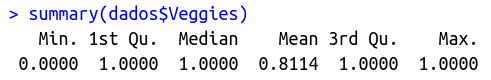 > summary(dados$Veggies)
Min. 1st Qu. Median Mean 3rd Qu. Max.
0.0000 1.0000 1.0000 0.8114 1.0000 1.0000